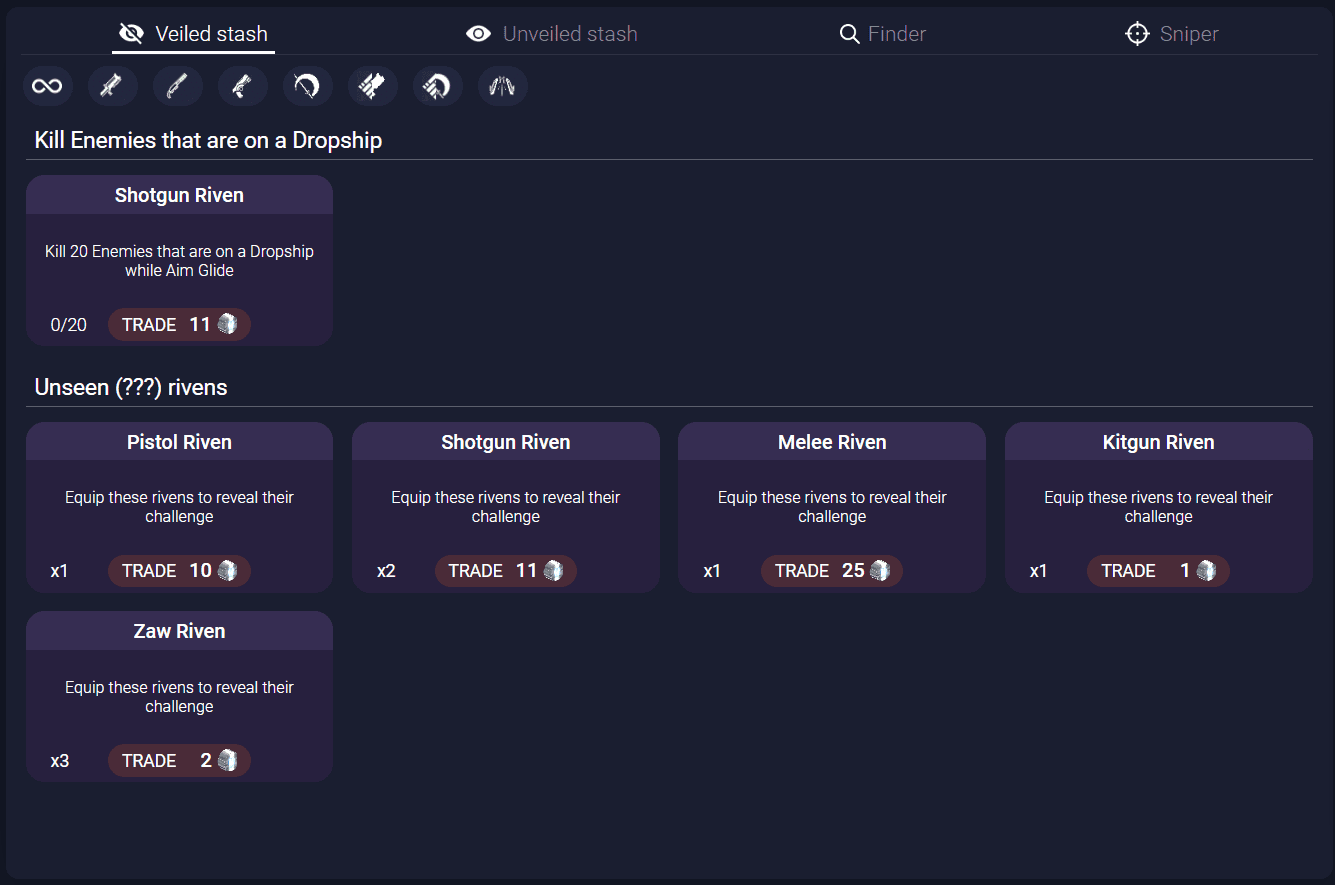 Veiled stash
Unveiled stash
Finder
Sniper
Kill Enemies that are on a Dropship
Shotgun Riven
Kill 20 Enemies that are on a Dropship
while Aim Glide
0/20
TRADE 11
Unseen (???) rivens
Pistol Riven
Equip these rivens to reveal their
challenge
x1
TRADE 10
Shotgun Riven
Equip these rivens to reveal their
challenge
x2
TRADE 11
Melee Riven
Equip these rivens to reveal their
challenge
x1
TRADE 25
Kitgun Riven
Equip these rivens to reveal their
challenge
x1
TRADE 1
Zaw Riven
Equip these rivens to reveal their
challenge
x3
TRADE 2